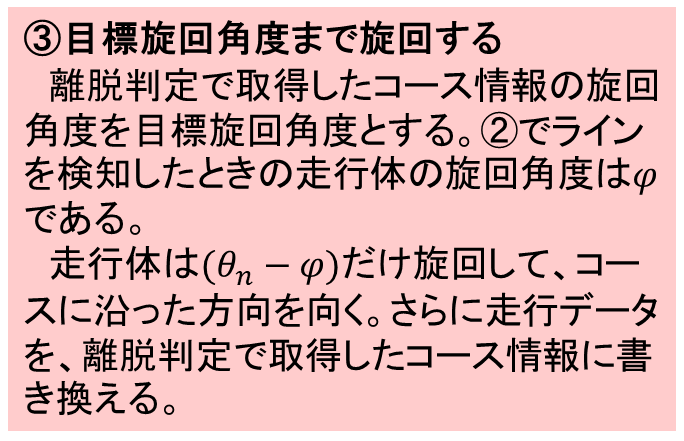 ③目標旋回角度まで旋回する
離脱判定で取得したコース情報の旋回
角度を目標旋回角度とする。②でライン
を検知したときの走行体の旋回角度はφ
である。
走行体は(θn − φ)だけ旋回して、コー
スに沿った方向を向く。さらに走行データ
を、離脱判定で取得したコース情報に書
き換える。